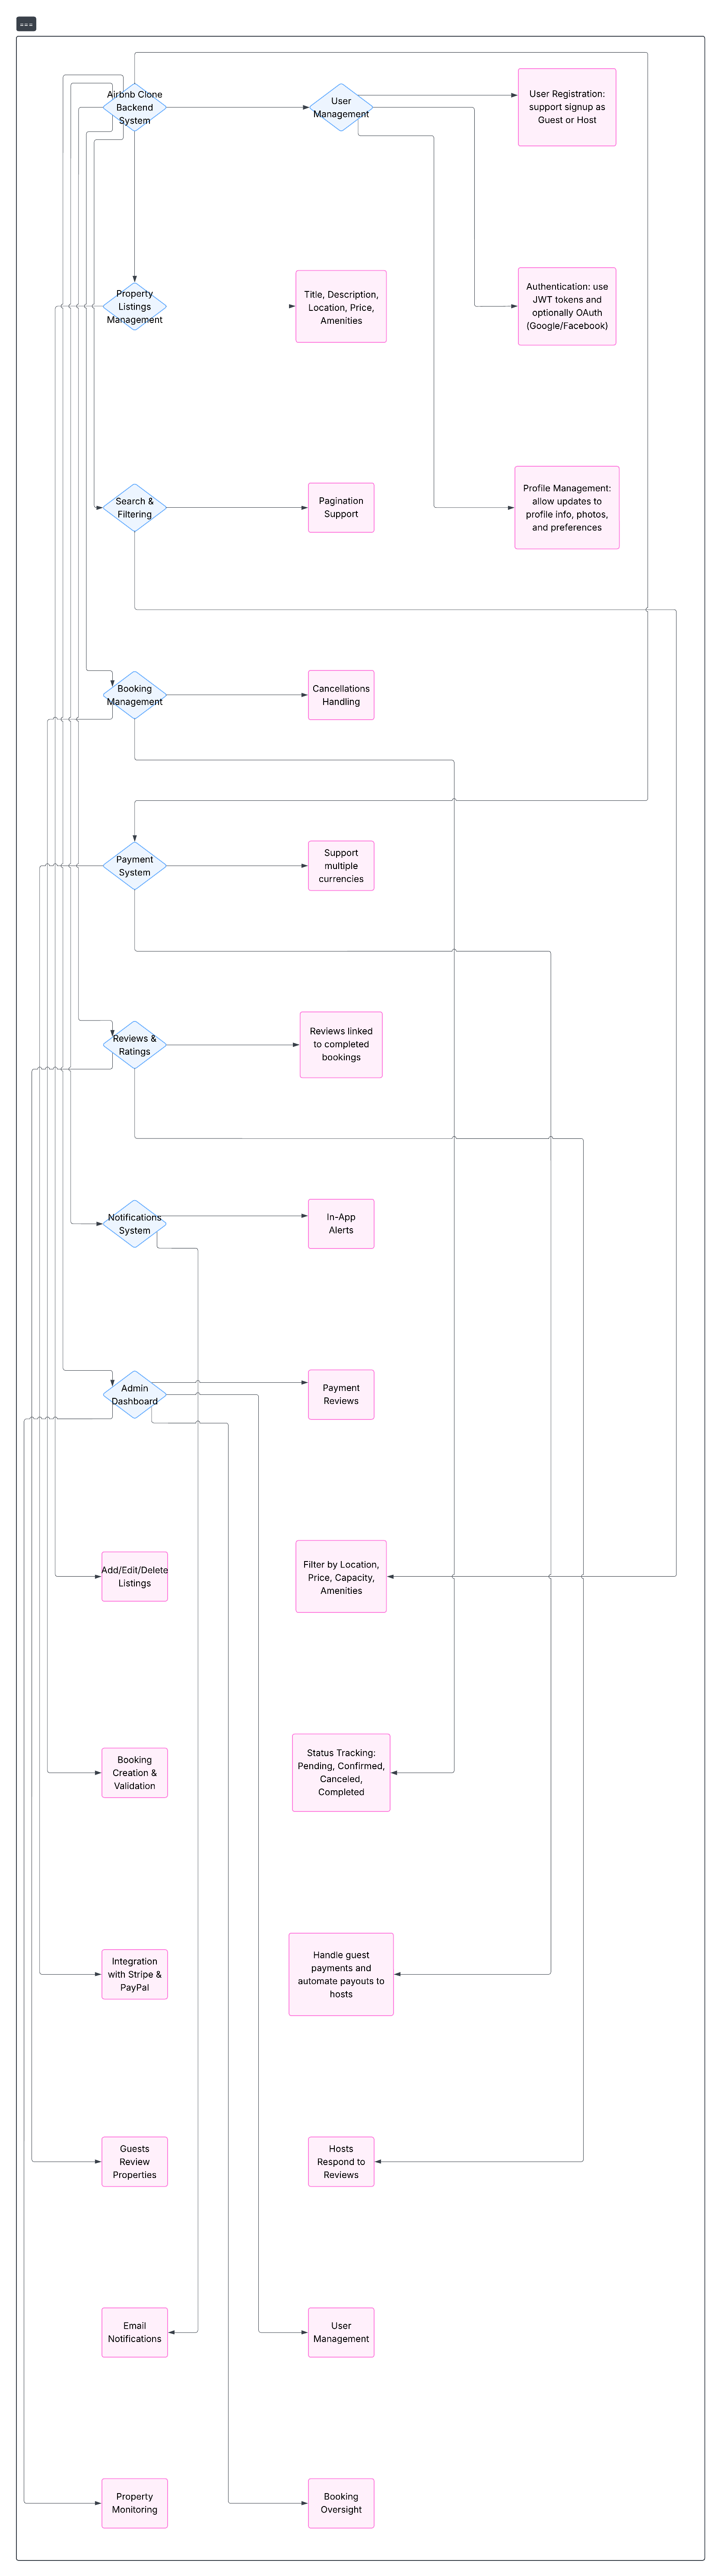 ===
Airbnb Clone
Backend
System
User
Management
User Registration:
support signup as
Guest or Host
Property
Listings
Management
Title, Description,
Location, Price,
Amenities
Authentication: use
JWT tokens and
optionally OAuth
(Google/Facebook)
Search &
Filtering
Pagination
Support
Profile Management:
allow updates to
profile info, photos,
and preferences
Booking
Management
Cancellations
Handling
Payment
System
Support
multiple
currencies
Reviews &
Ratings
Reviews linked
to completed
bookings
Notifications
System
In-App
Alerts
Admin
Dashboard
Payment
Reviews
Add/Edit/Delete
Listings
Filter by Location,
Price, Capacity,
Amenities
Booking
Creation &
Validation
Status Tracking:
Pending, Confirmed,
Canceled,
Completed
Integration
with Stripe &
PayPal
Handle guest
payments and
automate payouts to
hosts
Guests
Review
Properties
Hosts
Respond to
Reviews
Email
Notifications
User
Management
Property
Monitoring
Booking
Oversight